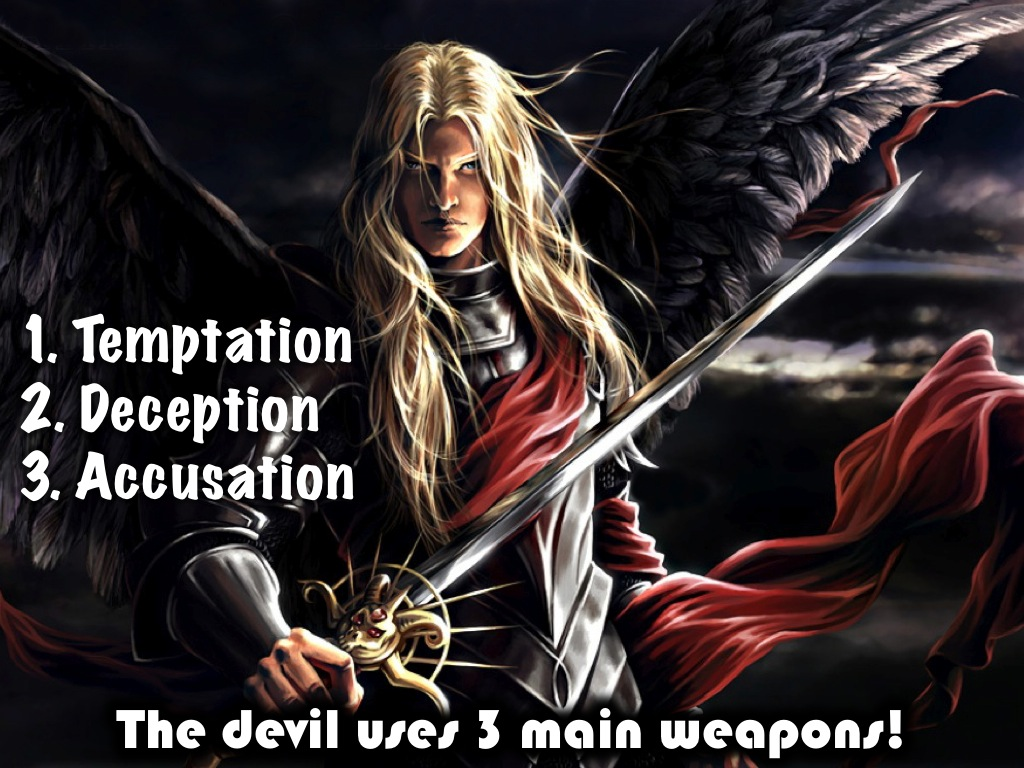 1. Temptation
2. Deception
3. Accusation
The devil uses 3 main weapons!